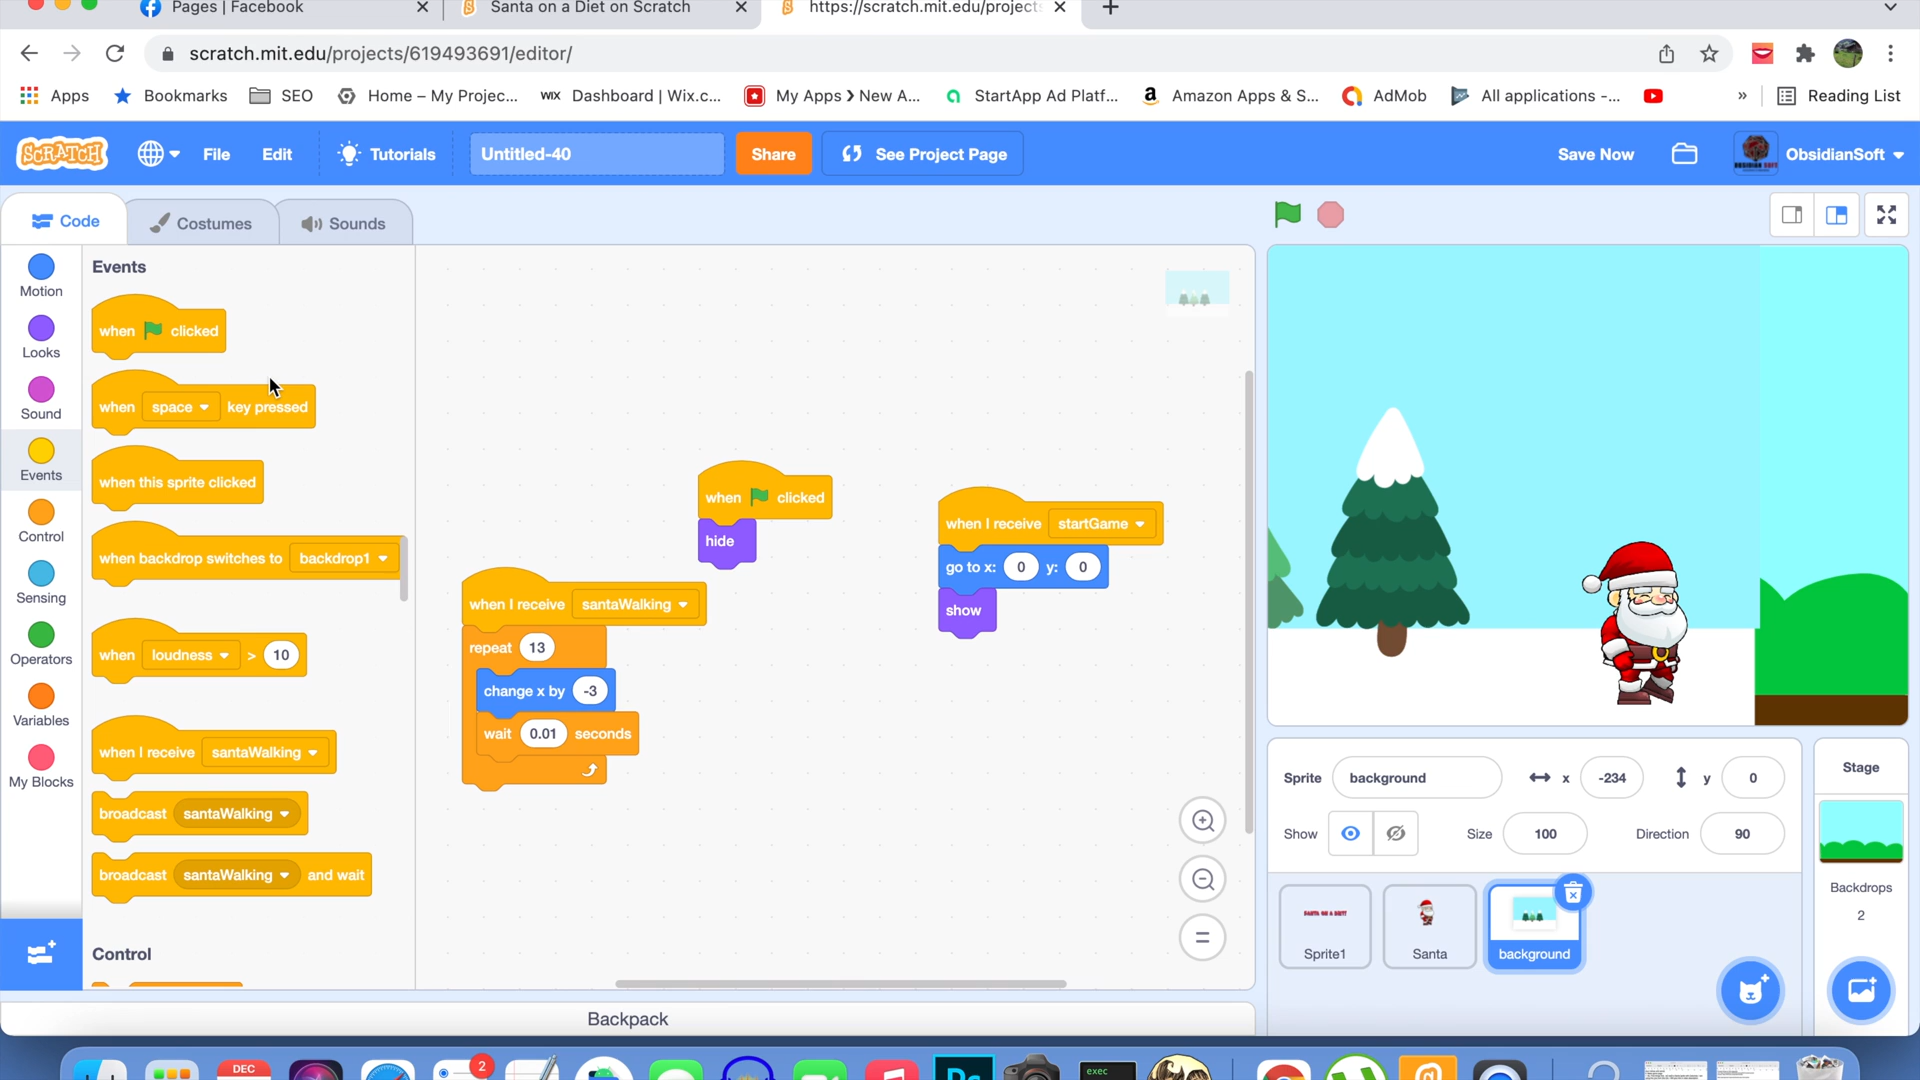 Pages | Facebook
Santa on a Diet on Scratch
https://scratch.mit.edu/projects
scratch.mit.edu/projects/619493691/editor/
Apps
Bookmarks
SEO
Home – My Projec...
WIX Dashboard | Wix.c...
My Apps › New A...
StartApp Ad Platf...
Amazon Apps & S...
AdMob
All applications -...
»
Reading List
SCRATCH
File
Edit
Tutorials
Untitled-40
Share
See Project Page
Save Now
ObsidianSoft
Code
Costumes
Sounds
Motion
Looks
Sound
Events
Control
Sensing
Operators
Variables
My Blocks
Events
when clicked
when space key pressed
when this sprite clicked
when backdrop switches to backdrop1
when loudness > 10
when I receive santaWalking
broadcast santaWalking
broadcast santaWalking and wait
Control
when clicked
hide
when I receive startGame
go to x: 0 y: 0
show
when I receive santaWalking
repeat 13
change x by -3
wait 0.01 seconds
Sprite background x -234 y 0
Show Size 100 Direction 90
SANTA ON A DIET
Sprite1
Santa
background
Stage
Backdrops
2
Backpack
DEC
2
exec